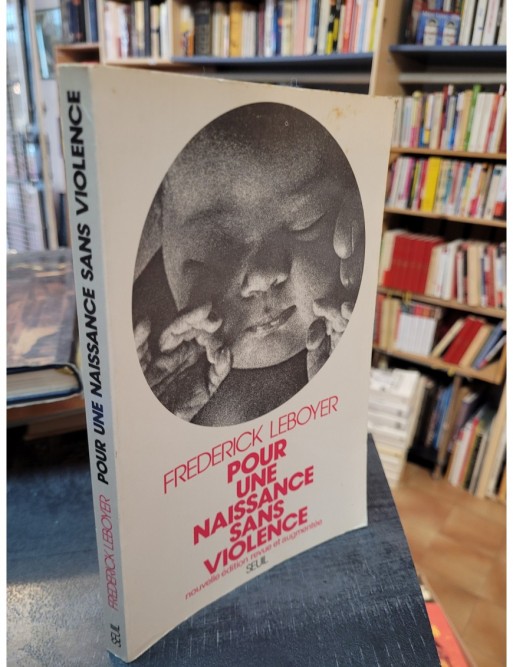 FREDERICK LEBOYER
POUR
UNE
NAISSANCE
SANS
VIOLENCE
nouvelle édition revue et augmentée
SEUIL
FREDERICK LEBOYER POUR UNE NAISSANCE SANS VIOLENCE
SEUIL